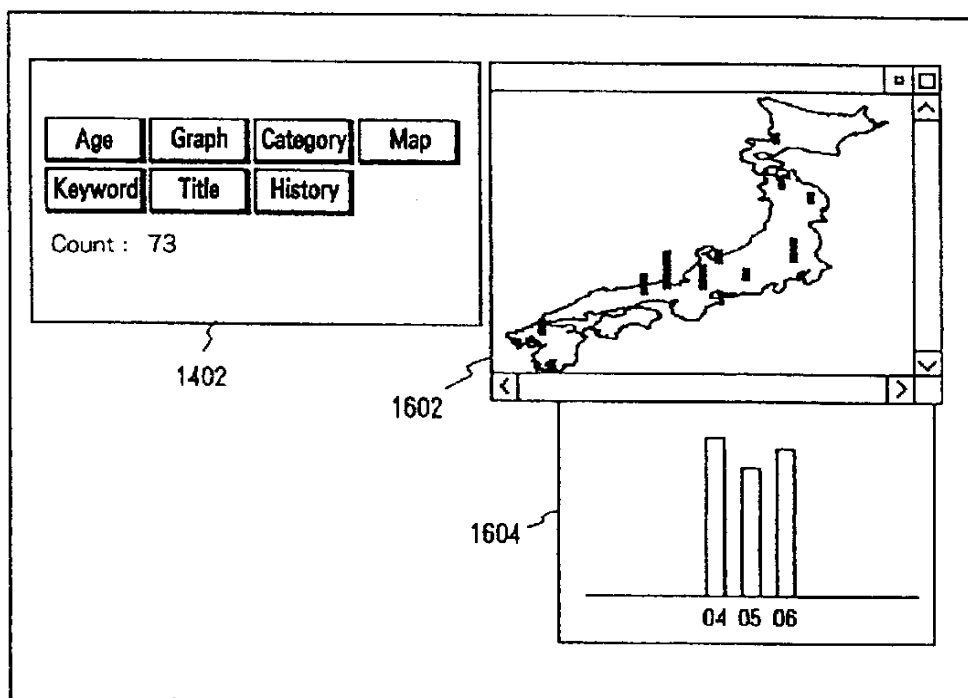 Age Graph Category Map
Keyword Title History
Count : 73
1402
1602
1604
04 05 06